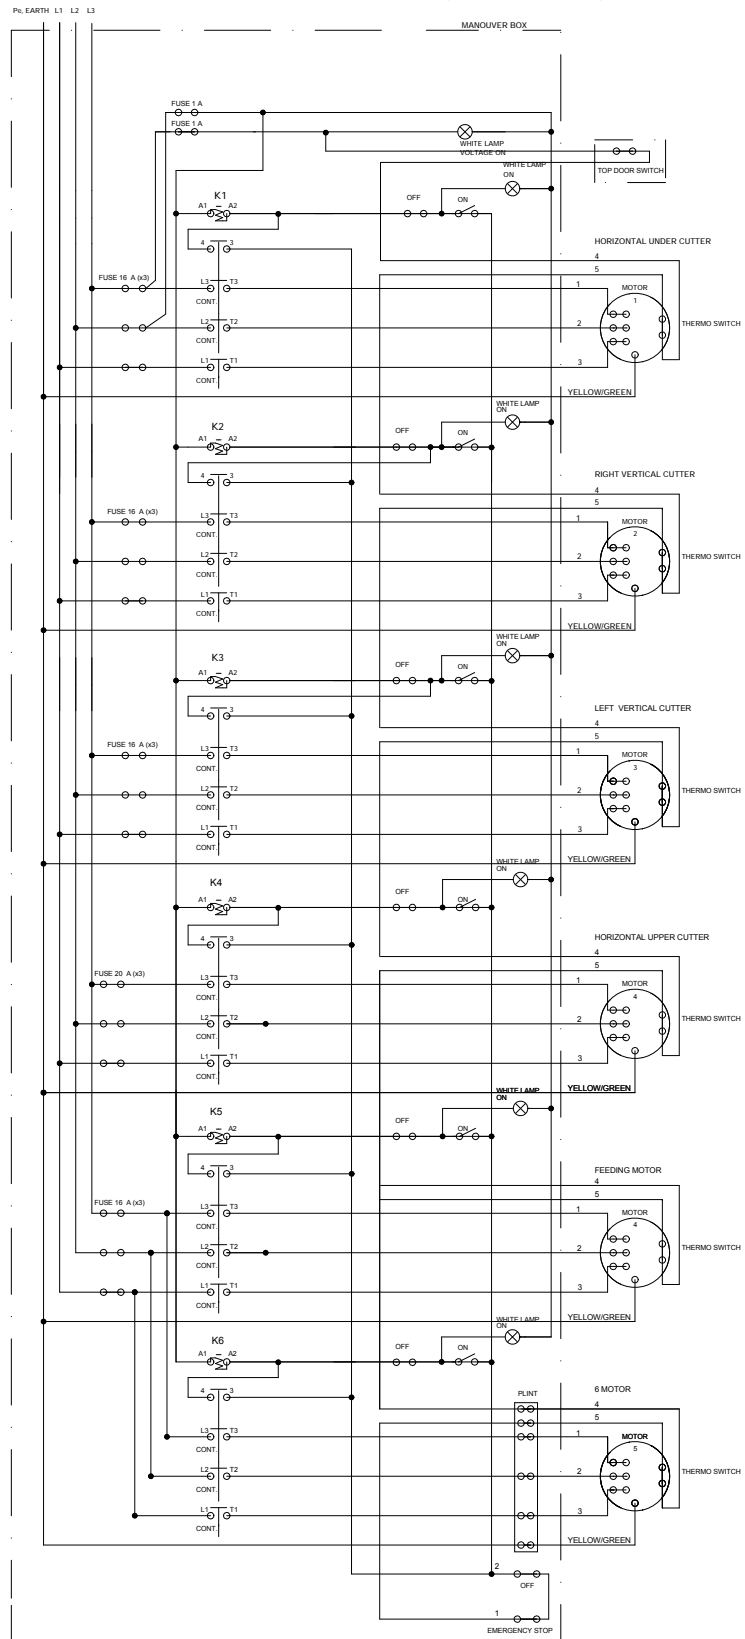 Pe, EARTH L1 L2 L3
MANOUVER BOX
FUSE 1 A
FUSE 1 A
WHITE LAMP
VOLTAGE ON
WHITE LAMP
ON
TOP DOOR SWITCH
K1
A1 A2
OFF
ON
4 3
HORIZONTAL UNDER CUTTER
4
5
FUSE 16 A (x3)
L3 T3
1
MOTOR
1
CONT.
L2 T2
2
THERMO SWITCH
CONT.
L1 T1
3
CONT.
YELLOW/GREEN
WHITE LAMP
ON
K2
A1 A2
OFF
ON
4 3
RIGHT VERTICAL CUTTER
4
5
FUSE 16 A (x3)
L3 T3
1
MOTOR
2
CONT.
L2 T2
2
THERMO SWITCH
CONT.
L1 T1
3
CONT.
YELLOW/GREEN
WHITE LAMP
ON
K3
A1 A2
OFF
ON
4 3
LEFT VERTICAL CUTTER
4
5
FUSE 16 A (x3)
L3 T3
1
MOTOR
3
CONT.
L2 T2
2
THERMO SWITCH
CONT.
L1 T1
3
CONT.
YELLOW/GREEN
WHITE LAMP
ON
K4
A1 A2
OFF
ON
4 3
HORIZONTAL UPPER CUTTER
4
5
FUSE 20 A (x3)
L3 T3
1
MOTOR
4
CONT.
L2 T2
2
THERMO SWITCH
CONT.
L1 T1
3
CONT.
YELLOW/GREEN
WHITE LAMP
ON
K5
A1 A2
OFF
ON
4 3
FEEDING MOTOR
4
5
FUSE 16 A (x3)
L3 T3
1
MOTOR
4
CONT.
L2 T2
2
THERMO SWITCH
CONT.
L1 T1
3
CONT.
YELLOW/GREEN
WHITE LAMP
ON
K6
A1 A2
OFF
ON
4 3
PLINT
6 MOTOR
4
5
L3 T3
1
MOTOR
5
CONT.
L2 T2
2
THERMO SWITCH
CONT.
L1 T1
3
CONT.
YELLOW/GREEN
2
OFF
1
EMERGENCY STOP